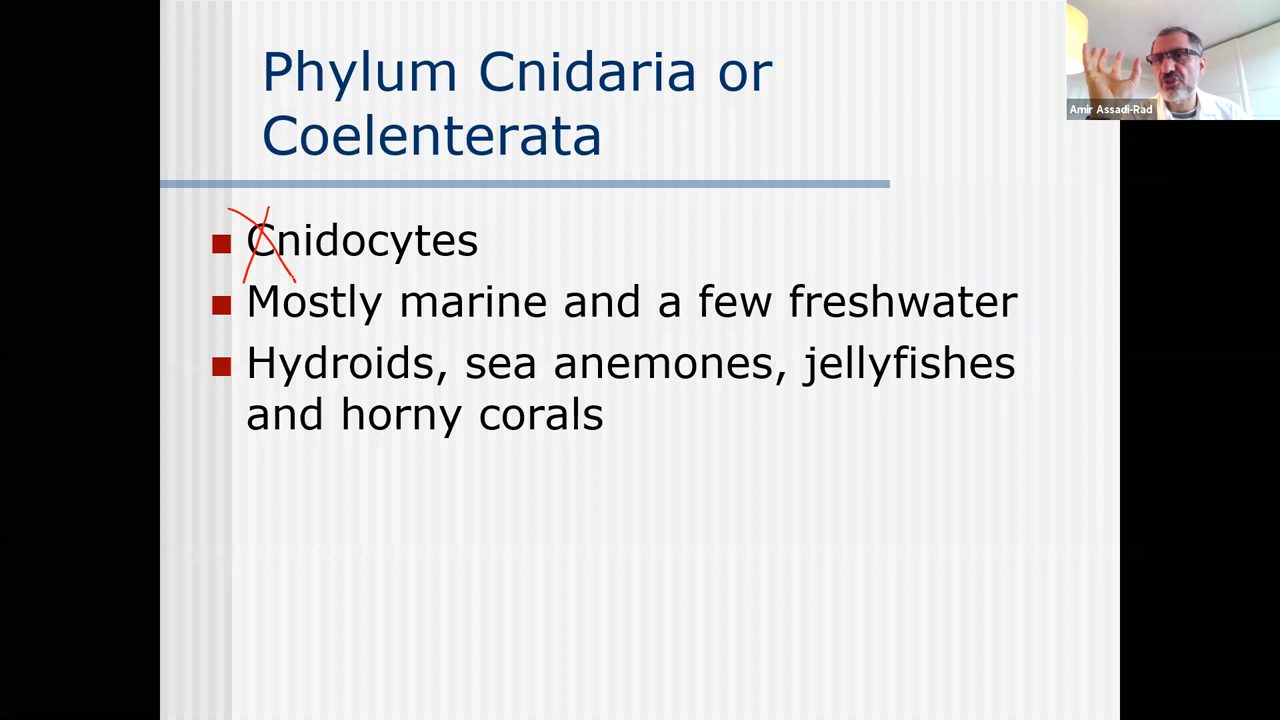 Phylum Cnidaria or
Coelenterata
Cnidocytes
Mostly marine and a few freshwater
Hydroids, sea anemones, jellyfishes
and horny corals
Amir Assadi-Rad